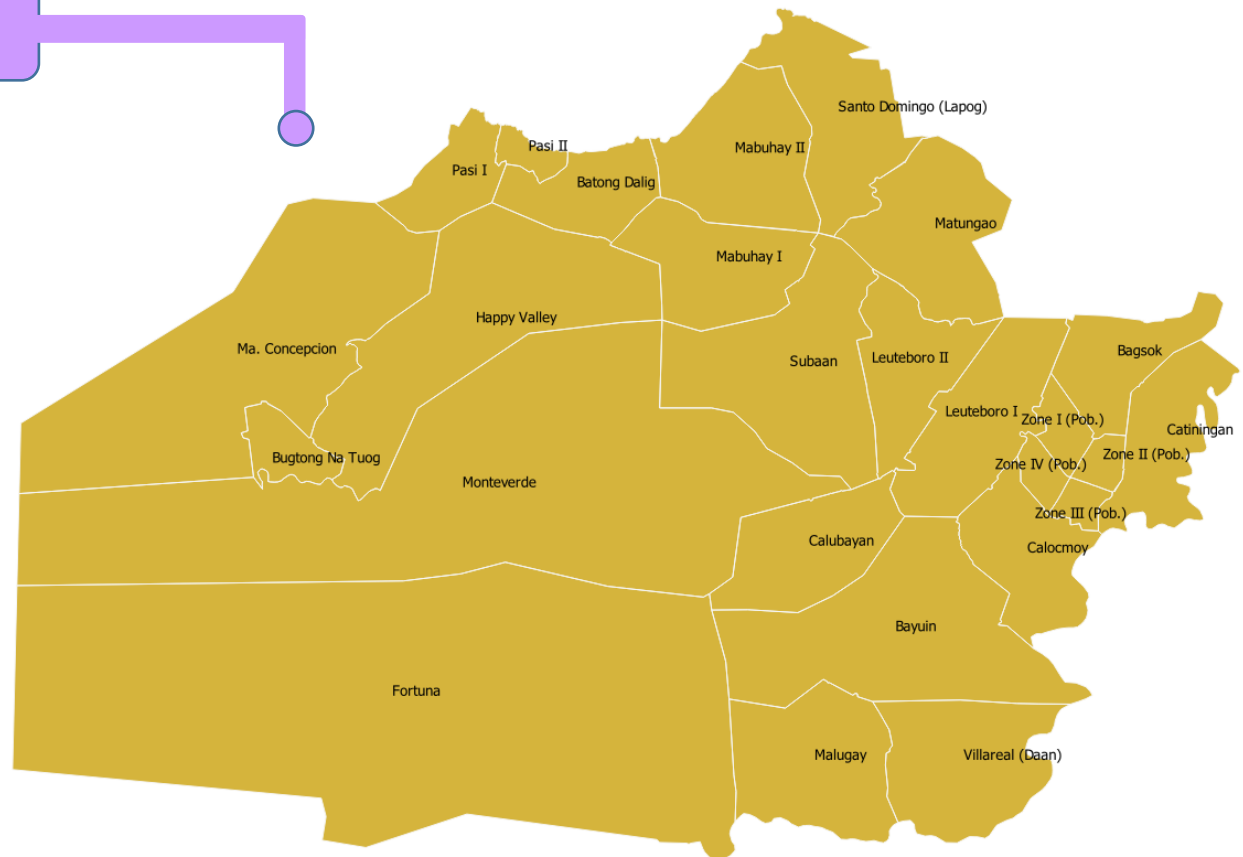 Santo Domingo (Lapog)
Pasi II
Mabuhay II
Pasi I
Batong Dalig
Matungao
Mabuhay I
Happy Valley
Ma. Concepcion
Bagsok
Subaan
Leuteboro II
Leuteboro I
Zone I (Pob.)
Catiningan
Bugtong Na Tuog
Zone IV (Pob.)
Zone II (Pob.)
Monteverde
Zone III (Pob.)
Calubayan
Calocmoy
Bayuin
Fortuna
Malugay
Villareal (Daan)